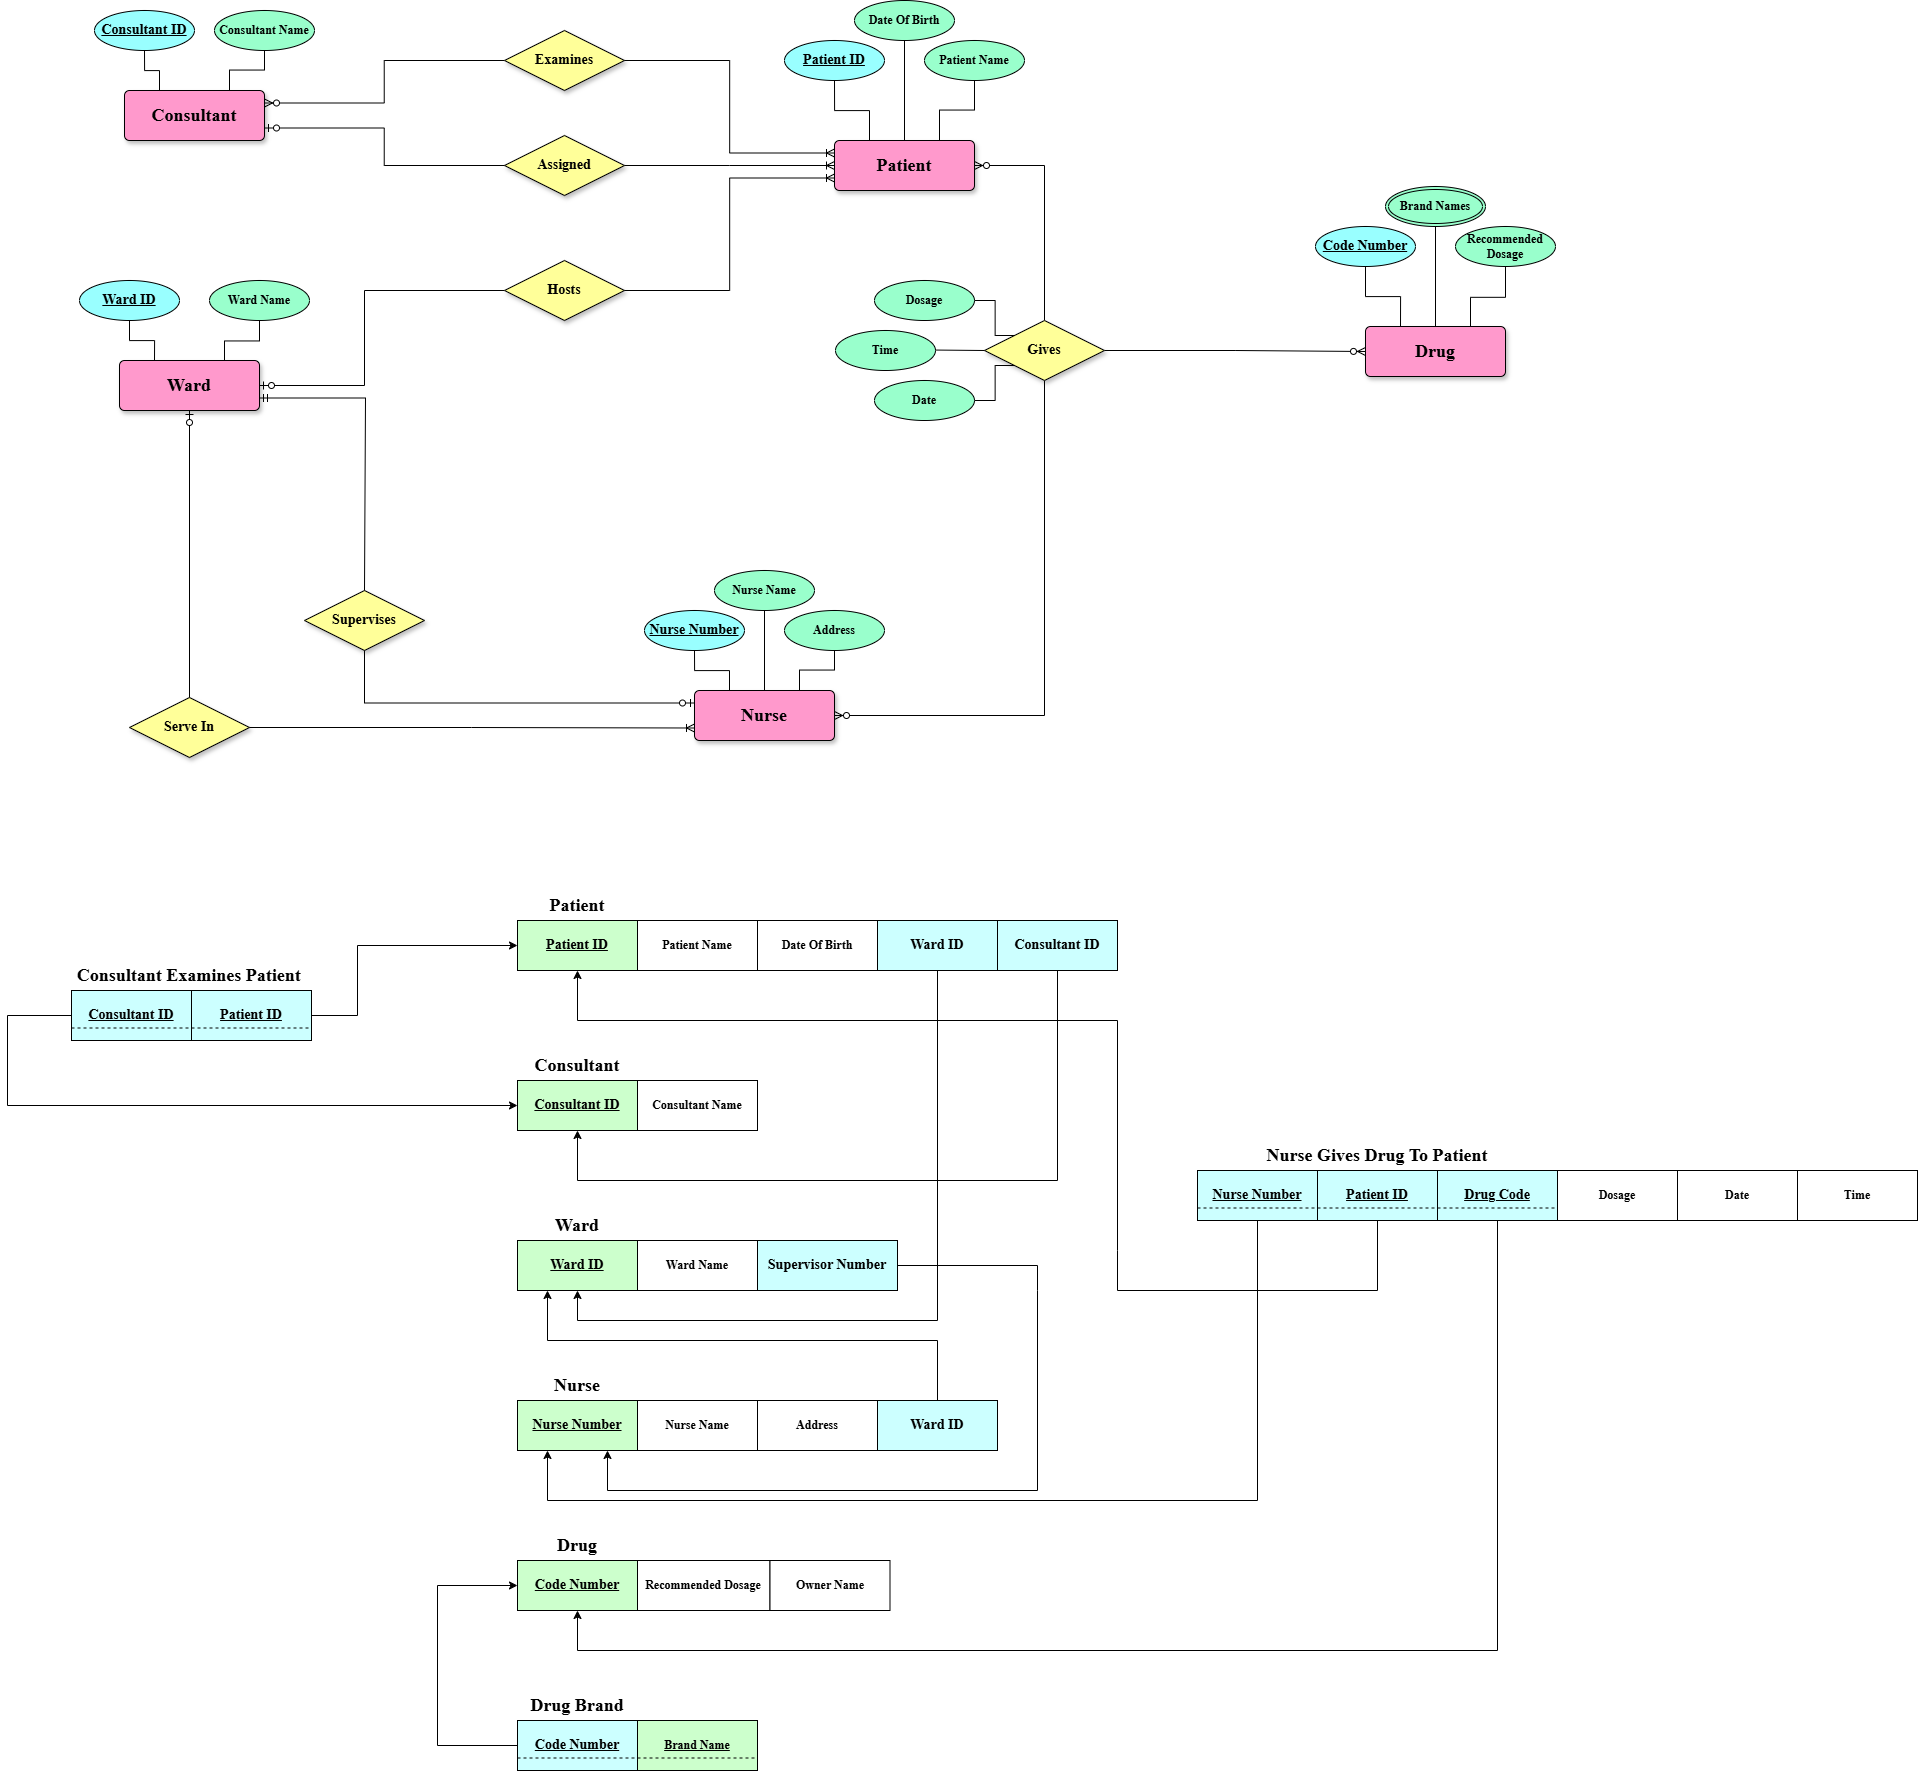 Date Of Birth
Consultant ID
Consultant Name
Examines
Patient ID
Patient Name
Consultant
Assigned
Patient
Brand Names
Code Number
Recommended
Dosage
Hosts
Ward ID
Ward Name
Dosage
Time
Gives
Drug
Ward
Date
Supervises
Nurse Name
Nurse Number
Address
Nurse
Serve In
Patient
Patient ID
Patient Name
Date Of Birth
Ward ID
Consultant ID
Consultant Examines Patient
Consultant ID
Patient ID
Consultant
Consultant ID
Consultant Name
Nurse Gives Drug To Patient
Nurse Number
Patient ID
Drug Code
Dosage
Date
Time
Ward
Ward ID
Ward Name
Supervisor Number
Nurse
Nurse Number
Nurse Name
Address
Ward ID
Drug
Code Number
Recommended Dosage
Owner Name
Drug Brand
Code Number
Brand Name